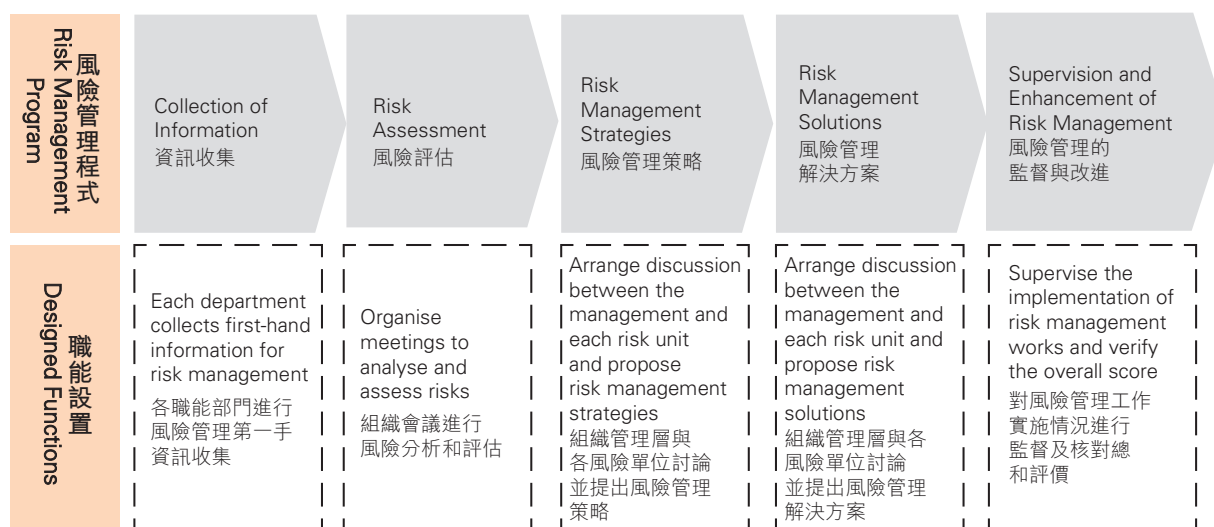 風險管理程式
Risk Management
Program
Collection of
Information
資訊收集
Risk
Assessment
風險評估
Risk
Management
Strategies
風險管理策略
Risk
Management
Solutions
風險管理
解決方案
Supervision and
Enhancement of
Risk Management
風險管理的
監督與改進
職能設置
Designed Functions
Each department
collects first-hand
information for
risk management
各職能部門進行
風險管理第一手
資訊收集
Organise
meetings to
analyse and
assess risks
組織會議進行
風險分析和評估
Arrange discussion
between the
management and
each risk unit
and propose
risk management
strategies
組織管理層與
各風險單位討論
並提出風險管理
策略
Arrange discussion
between the
management and
each risk unit and
propose risk
management
solutions
組織管理層與各
風險單位討論
並提出風險管理
解決方案
Supervise the
implementation of
risk management
works and verify
the overall score
對風險管理工作
實施情況進行
監督及核對總
和評價